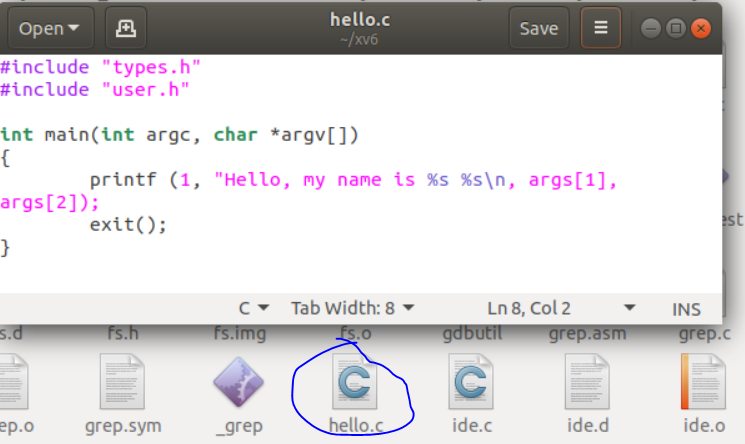 Open
hello.c
~/xv6
Save
#include "types.h"
#include "user.h"
int main(int argc, char *argv[])
{
printf (1, "Hello, my name is %s %s\n, args[1],
args[2]);
exit();
}
C
Tab Width: 8
Ln 8, Col 2
INS
s.d
fs.h
fs.img
fs.o
gdbutil
grep.asm
grep.c
ep.o
grep.sym
_grep
hello.c
ide.c
ide.d
ide.o